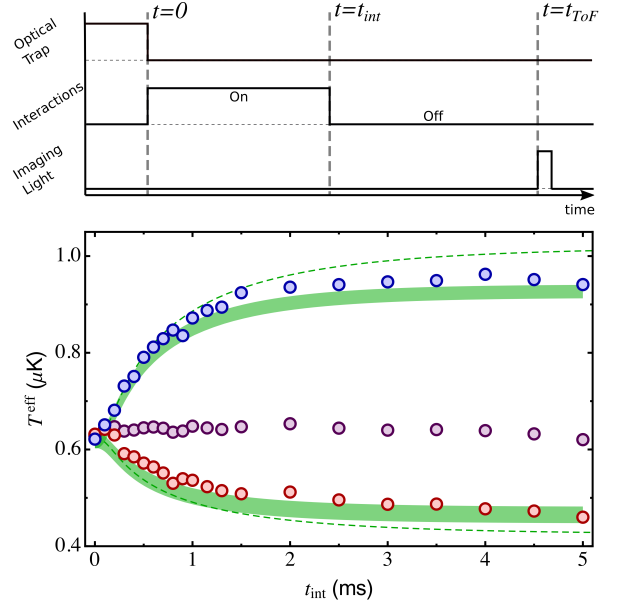 t=0
t=t_int
t=t_ToF
Optical
Trap
Interactions
On
Off
Imaging
Light
time
1.0
0.8
0.6
0.4
T^eff (μK)
0
1
2
3
4
5
t_int (ms)